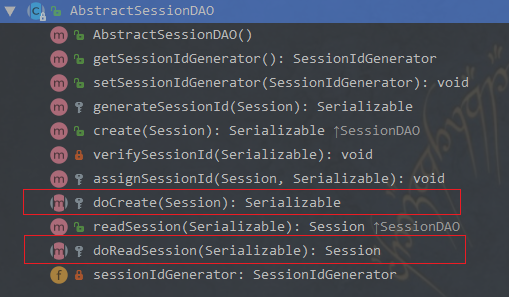 AbstractSessionDAO
AbstractSessionDAO()
getSessionIdGenerator(): SessionIdGenerator
setSessionIdGenerator(SessionIdGenerator): void
generateSessionId(Session): Serializable
create(Session): Serializable ↑SessionDAO
verifySessionId(Serializable): void
assignSessionId(Session, Serializable): void
doCreate(Session): Serializable
readSession(Serializable): Session ↑SessionDAO
doReadSession(Serializable): Session
sessionIdGenerator: SessionIdGenerator